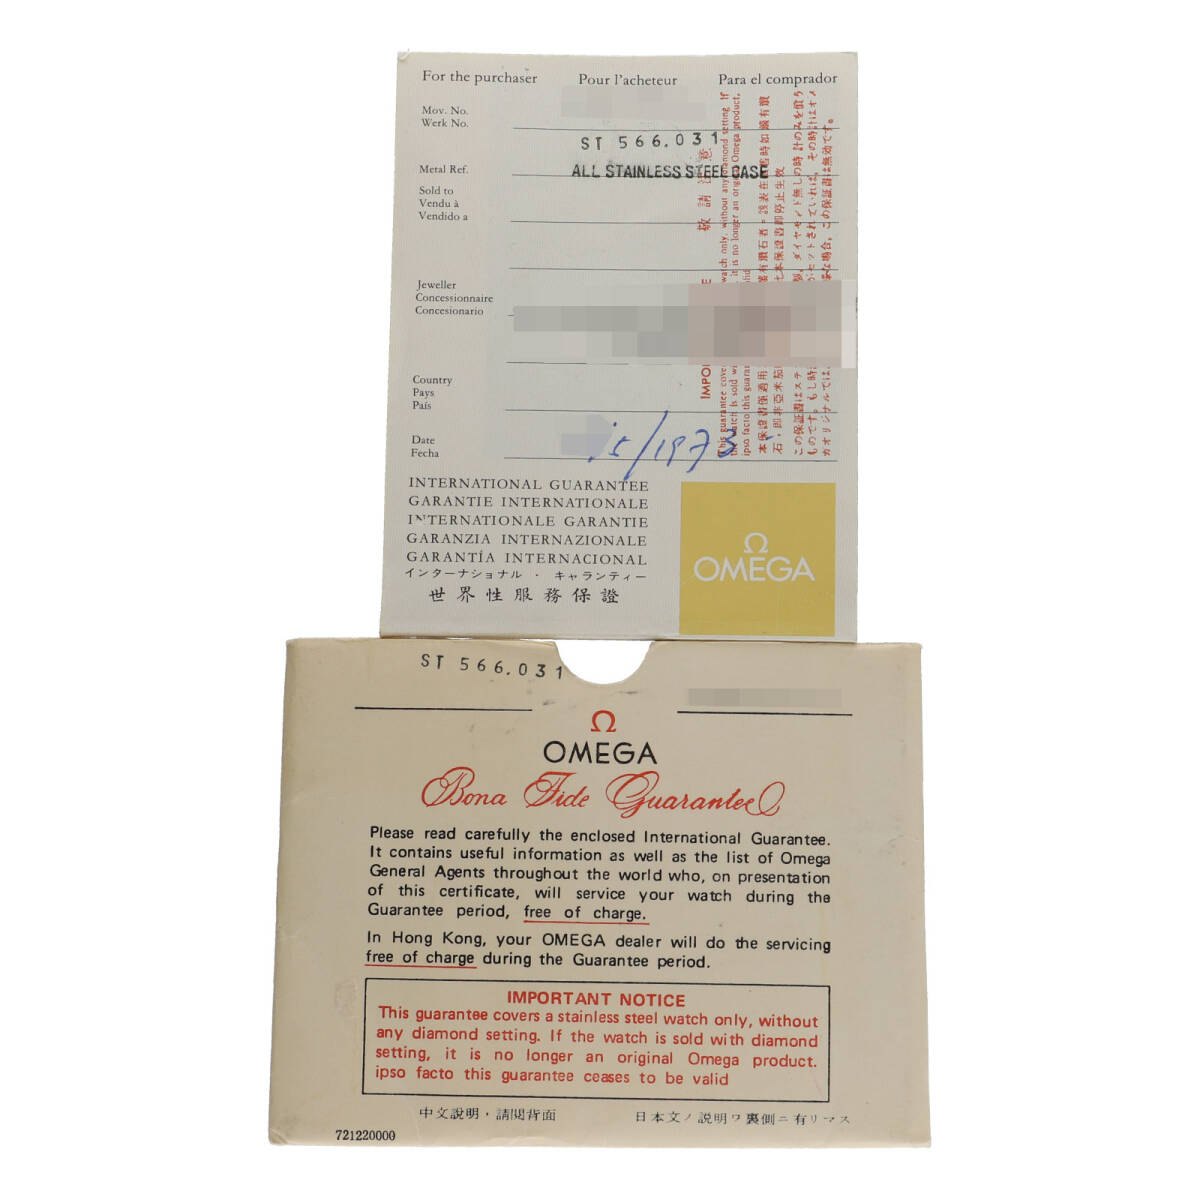 For the purchaser Pour l'acheteur Para el comprador
Mov. No.
Werk No.
ST 566.031
Metal Ref.
ALL STAINLESS STEEL CASE
Sold to
Vendu à
Vendido a
Jeweller
Concessionnaire
Concesionario
Country
Pays
País
Date
Fecha
5/1973
敬請注意
INTERNATIONAL GUARANTEE
GARANTIE INTERNATIONALE
INTERNATIONALE GARANTIE
GARANZIA INTERNAZIONALE
GARANTÍA INTERNACIONAL
インターナショナル・キャランティー
世界性服務保證
Ω
OMEGA
ST 566.031
Ω
OMEGA
Bona Fide Guarantee
Please read carefully the enclosed International Guarantee.
It contains useful information as well as the list of Omega
General Agents throughout the world who, on presentation
of this certificate, will service your watch during the
Guarantee period, free of charge.
In Hong Kong, your OMEGA dealer will do the servicing
free of charge during the Guarantee period.
IMPORTANT NOTICE
This guarantee covers a stainless steel watch only, without
any diamond setting. If the watch is sold with diamond
setting, it is no longer an original Omega product.
ipso facto this guarantee ceases to be valid
中文說明・請閱背面 日本文ノ説明ワ裏側ニ有リマス
721220000